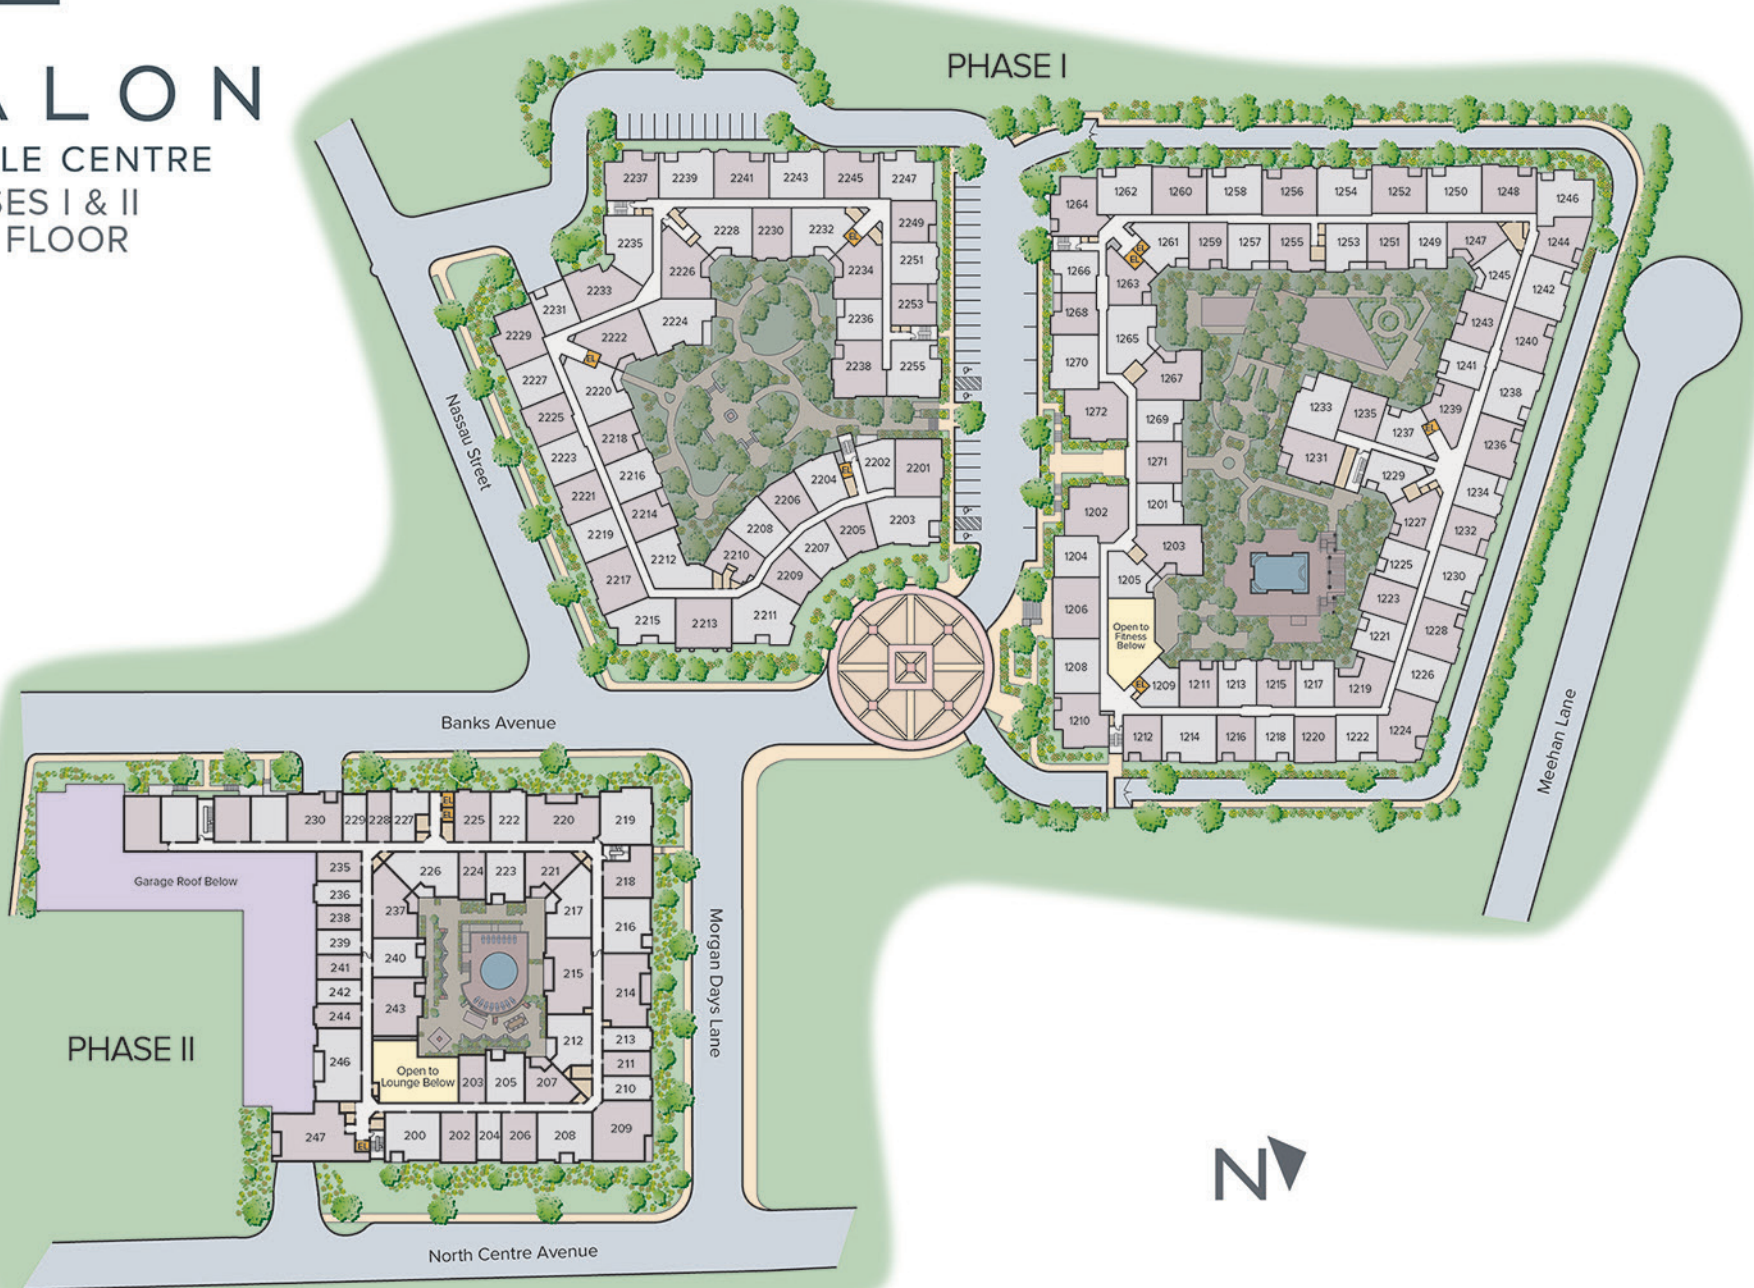 ALON
LE CENTRE
SES I & II
FLOOR
PHASE I
2237 2239 2241 2243 2245 2247
2235 2228 2230 2232 2249
EL
2226 2234 2251
2233 2253
2231 2224 2236
2229 2222
EL
2238 2255
2227 2220
2225 2218
2223 2216
2221 2214
2219 2212
2217
2215 2213 2211
2210 2209
2208 2207
2206 2205
2204 2203
EL
2202 2201
Nassau Street
1264 1262 1260 1258 1256 1254 1252 1250 1248 1246
1261 1259 1257 1255 1253 1251 1249 1247 1244
EL
EL
1266 1263 1245 1242
1268 1265 1243 1240
1270 1267 1241 1238
1272 1269 1233 1235 1237 1239 1236
EL
1271 1231 1229 1234
1202 1201 1227 1232
1204 1203 1225 1230
1205 1223
1206 1221 1228
Open to
Fitness
Below
1208 1226
EL
1209 1211 1213 1215 1217 1219
1210 1212 1214 1216 1218 1220 1222 1224
Meehan Lane
Banks Avenue
230 229 228 227 225 222 220 219
EL
EL
Garage Roof Below
235 226 224 223 221 218
236 237 217
238 216
239 240
241 215
242 243 214
244
246 212 213
211
Open to
Lounge Below
203 205 207 210
247 200 202 204 206 208 209
EL
Morgan Days Lane
PHASE II
North Centre Avenue
N